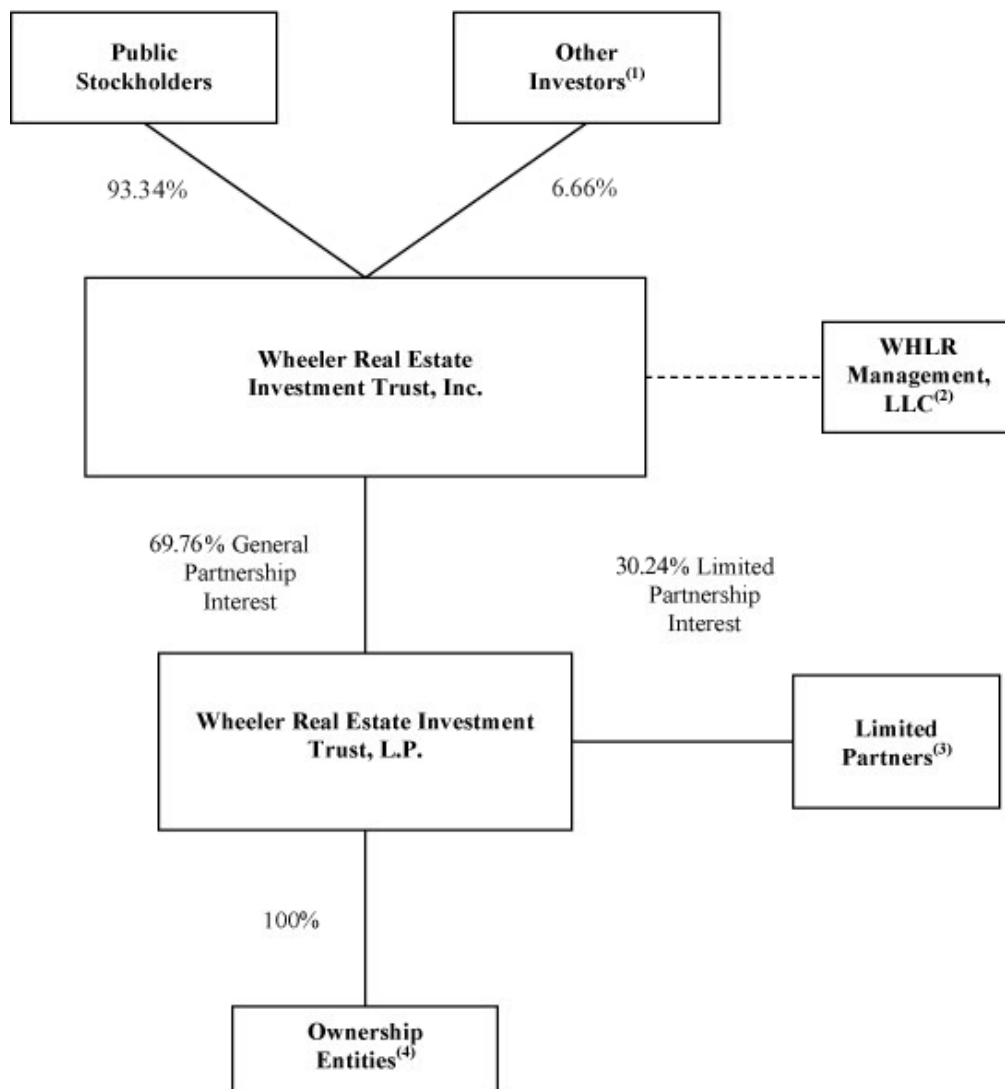 Public
Stockholders
Other
Investors(1)
93.34%
6.66%
Wheeler Real Estate
Investment Trust, Inc.
WHLR
Management,
LLC(2)
69.76% General
Partnership
Interest
30.24% Limited
Partnership
Interest
Wheeler Real Estate Investment
Trust, L.P.
Limited
Partners(3)
100%
Ownership
Entities(4)